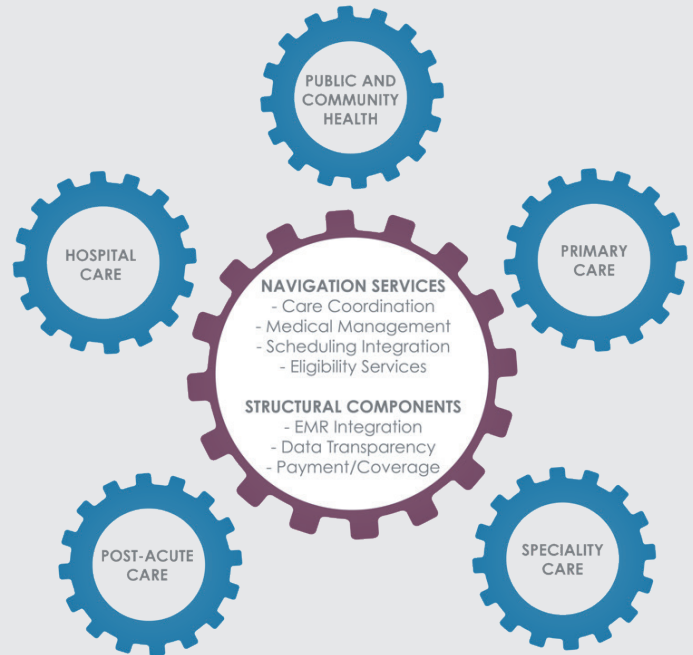 PUBLIC AND
COMMUNITY
HEALTH
HOSPITAL
CARE
PRIMARY
CARE
NAVIGATION SERVICES
- Care Coordination
- Medical Management
- Scheduling Integration
- Eligibility Services
STRUCTURAL COMPONENTS
- EMR Integration
- Data Transparency
- Payment/Coverage
POST-ACUTE
CARE
SPECIALITY
CARE